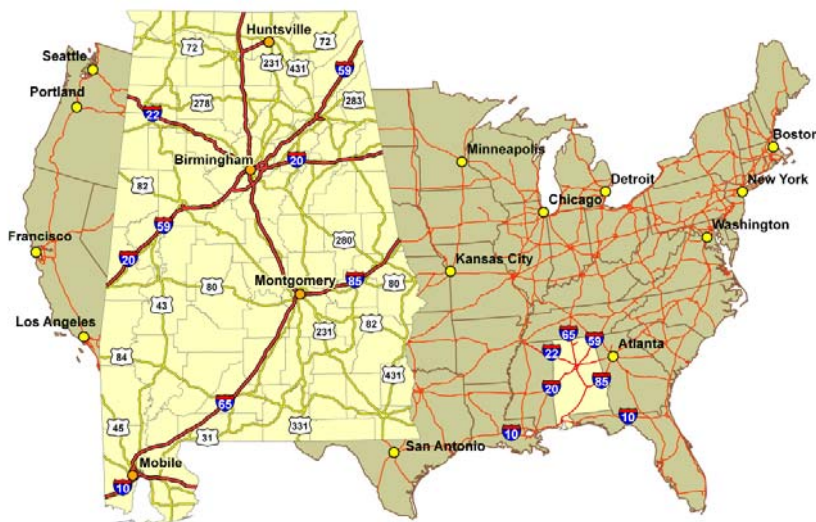 Huntsville
72
72
Seattle
231
431
59
Portland
278
283
22
Boston
Birmingham
20
Minneapolis
82
Detroit
New York
Chicago
59
Washington
280
Francisco
20
Kansas City
Montgomery
85
80
80
43
Los Angeles
231
82
65
59
84
22
Atlanta
431
20
85
65
45
31
331
10
10
San Antonio
Mobile
10